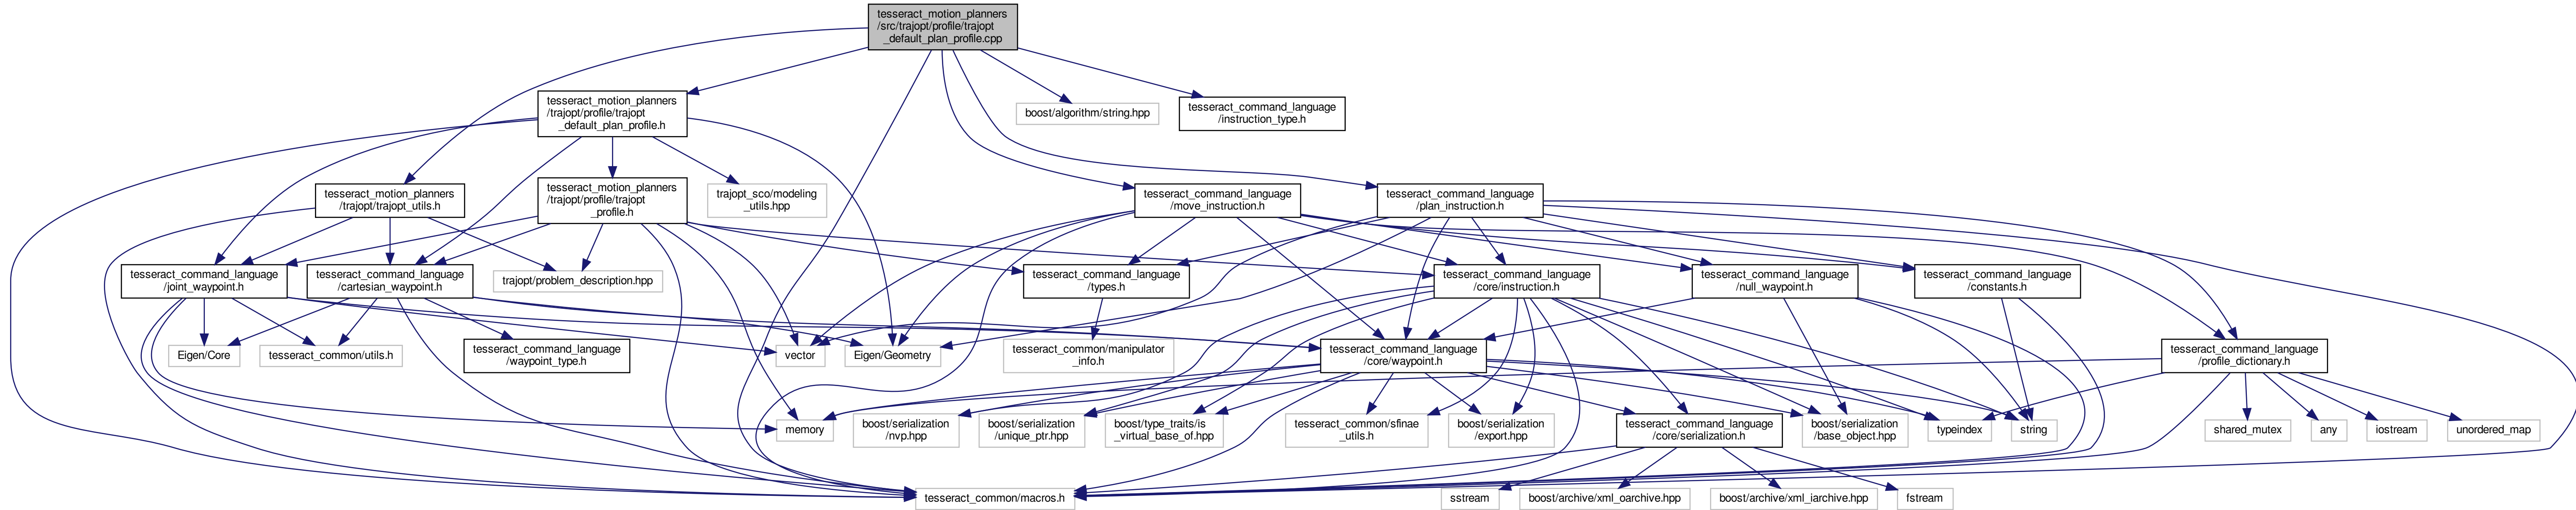 tesseract_motion_planners
/src/trajopt/profile/trajopt
_default_plan_profile.cpp
tesseract_motion_planners
/trajopt/profile/trajopt
_default_plan_profile.h
boost/algorithm/string.hpp
tesseract_command_language
/instruction_type.h
tesseract_motion_planners
/trajopt/trajopt_utils.h
tesseract_motion_planners
/trajopt/profile/trajopt
_profile.h
trajopt_sco/modeling
_utils.hpp
tesseract_command_language
/move_instruction.h
tesseract_command_language
/plan_instruction.h
tesseract_command_language
/joint_waypoint.h
tesseract_command_language
/cartesian_waypoint.h
trajopt/problem_description.hpp
tesseract_command_language
/types.h
tesseract_command_language
/core/instruction.h
tesseract_command_language
/null_waypoint.h
tesseract_command_language
/constants.h
Eigen/Core
tesseract_common/utils.h
tesseract_command_language
/waypoint_type.h
vector
Eigen/Geometry
tesseract_common/manipulator
_info.h
tesseract_command_language
/core/waypoint.h
tesseract_command_language
/profile_dictionary.h
memory
boost/serialization
/nvp.hpp
boost/serialization
/unique_ptr.hpp
boost/type_traits/is
_virtual_base_of.hpp
tesseract_common/sfinae
_utils.h
boost/serialization
/export.hpp
tesseract_command_language
/core/serialization.h
boost/serialization
/base_object.hpp
typeindex
string
shared_mutex
any
iostream
unordered_map
tesseract_common/macros.h
sstream
boost/archive/xml_oarchive.hpp
boost/archive/xml_iarchive.hpp
fstream